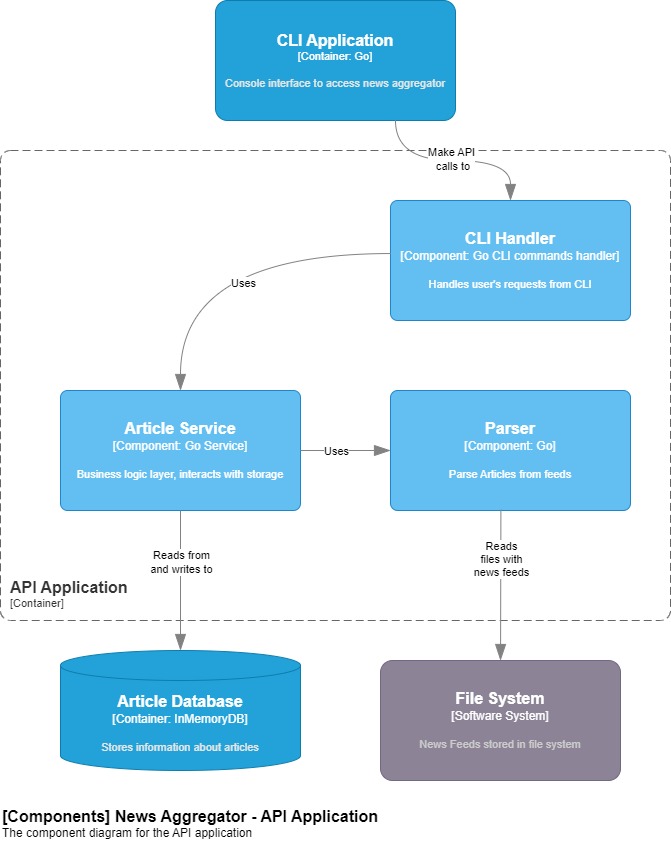 CLI Application
[Container: Go]
Console interface to access news aggregator
Make API
calls to
CLI Handler
[Component: Go CLI commands handler]
Handles user's requests from CLI
Uses
Article Service
[Component: Go Service]
Business logic layer, interacts with storage
Uses
Parser
[Component: Go]
Parse Articles from feeds
Reads from
and writes to
Reads
files with
news feeds
API Application
[Container]
Article Database
[Container: InMemoryDB]
Stores information about articles
File System
[Software System]
News Feeds stored in file system
[Components] News Aggregator - API Application
The component diagram for the API application